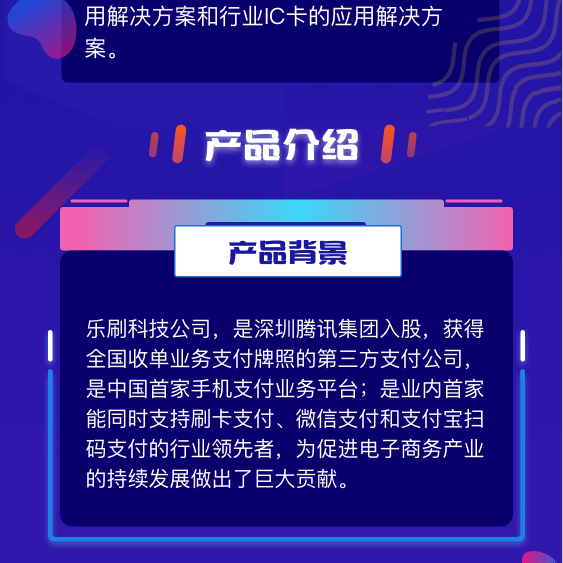 用解决方案和行业IC卡的应用解决方
案。
产品介绍
产品背景
乐刷科技公司，是深圳腾讯集团入股，获得
全国收单业务支付牌照的第三方支付公司，
是中国首家手机支付业务平台；是业内首家
能同时支持刷卡支付、微信支付和支付宝扫
码支付的行业领先者，为促进电子商务产业
的持续发展做出了巨大贡献。